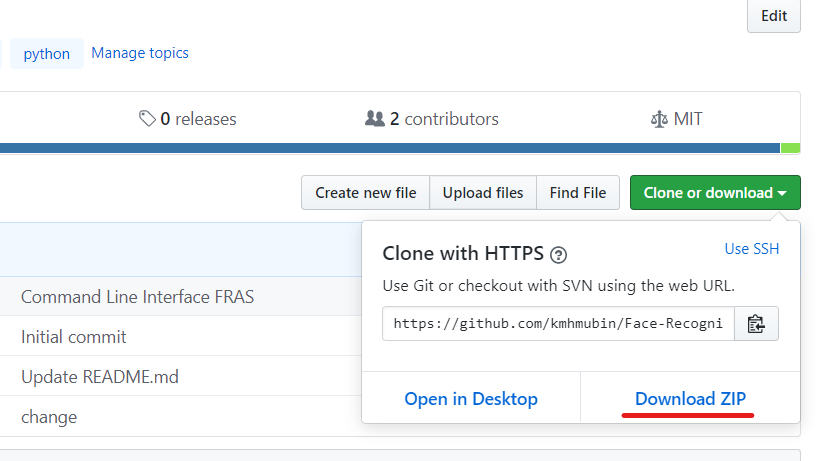 Edit
python Manage topics
0 releases 2 contributors MIT
Create new file Upload files Find File Clone or download
Clone with HTTPS ? Use SSH
Use Git or checkout with SVN using the web URL.
https://github.com/kmhmubin/Face-Recogni
Open in Desktop Download ZIP
Command Line Interface FRAS
Initial commit
Update README.md
change